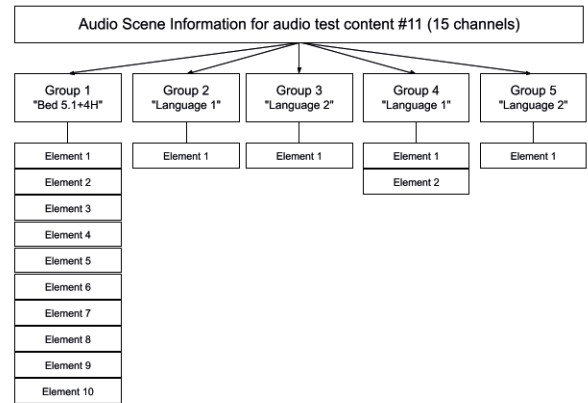 Audio Scene Information for audio test content #11 (15 channels)
Group 1
"Bed 5.1+4H"
Group 2
"Language 1"
Group 3
"Language 2"
Group 4
"Language 1"
Group 5
"Language 2"
Element 1
Element 2
Element 3
Element 4
Element 5
Element 6
Element 7
Element 8
Element 9
Element 10
Element 1
Element 1
Element 1
Element 2
Element 1